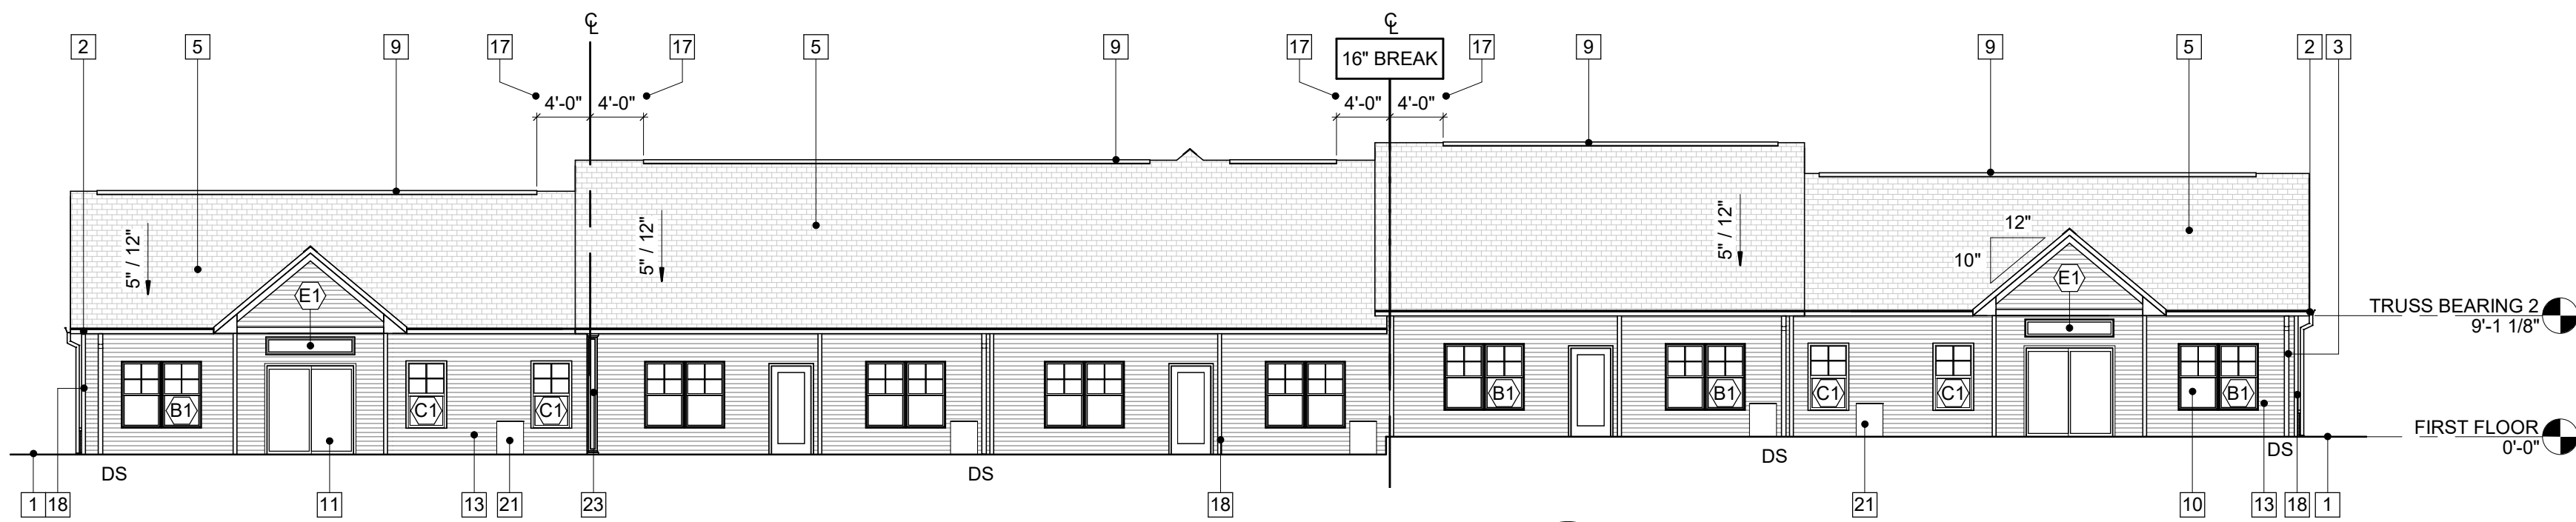 ℄
℄
2
5
9
17
17
5
9
17
16" BREAK
17
9
9
5
2
3
4'-0"
4'-0"
4'-0"
4'-0"
5" / 12"
5" / 12"
5" / 12"
12"
10"
E1
E1
TRUSS BEARING 2
9'-1 1/8"
B1
C1
C1
B1
B1
C1
C1
B1
FIRST FLOOR
0'-0"
DS
DS
DS
DS
1
18
11
13
21
23
18
21
10
13
18
1